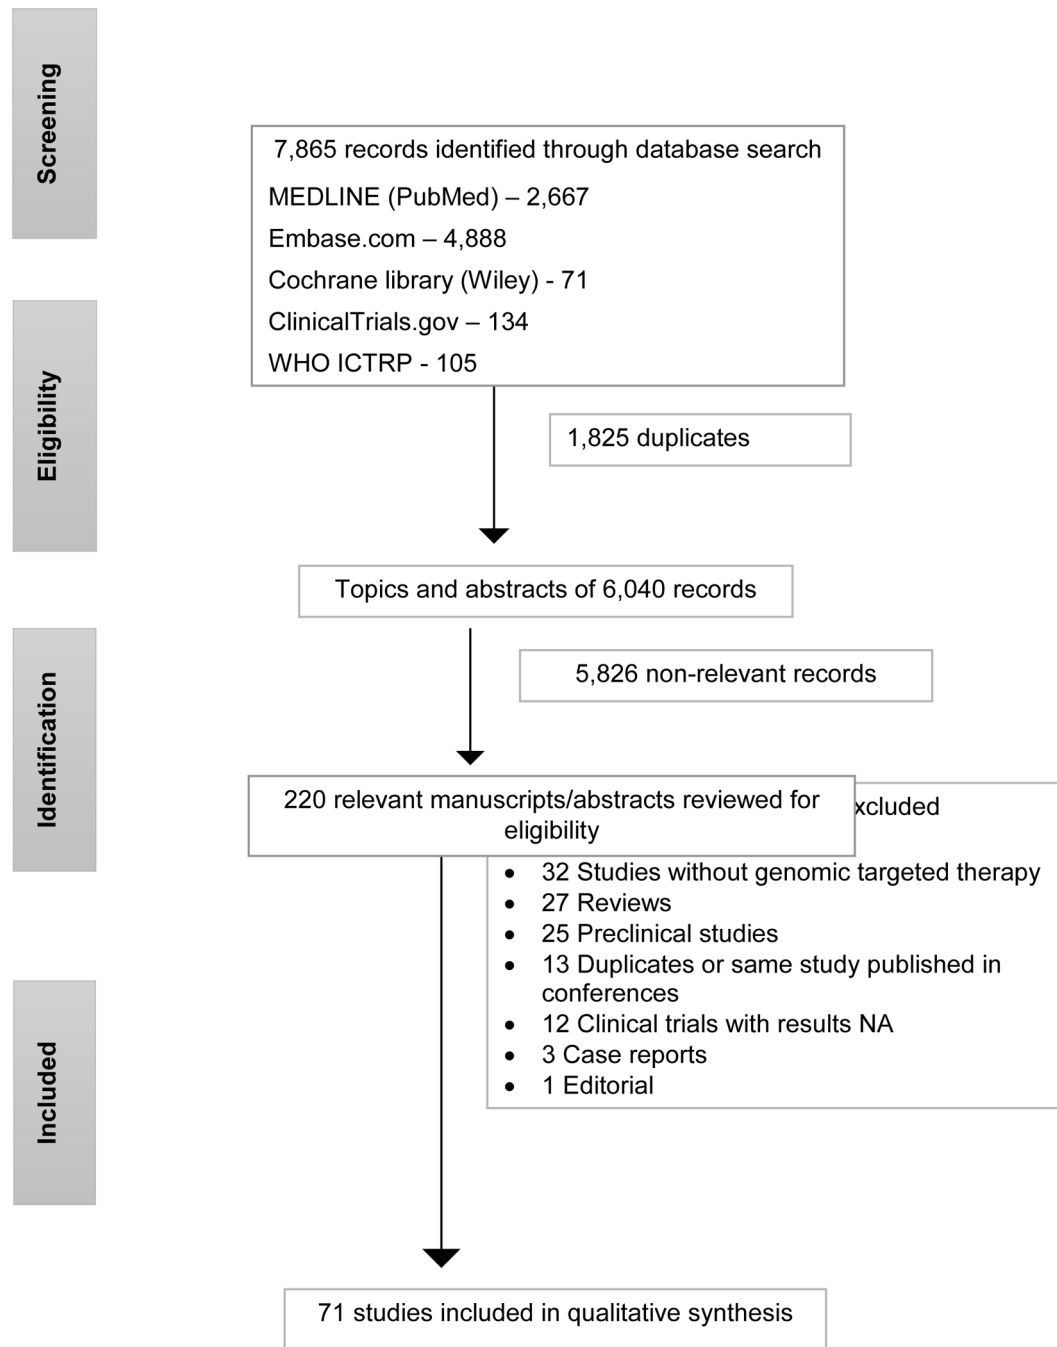 Screening
7,865 records identified through database search
MEDLINE (PubMed) – 2,667
Embase.com – 4,888
Cochrane library (Wiley) - 71
ClinicalTrials.gov – 134
WHO ICTRP - 105
Eligibility
1,825 duplicates
Topics and abstracts of 6,040 records
Identification
5,826 non-relevant records
220 relevant manuscripts/abstracts reviewed for
eligibility
xcluded
• 32 Studies without genomic targeted therapy
• 27 Reviews
• 25 Preclinical studies
• 13 Duplicates or same study published in
conferences
• 12 Clinical trials with results NA
• 3 Case reports
• 1 Editorial
Included
71 studies included in qualitative synthesis